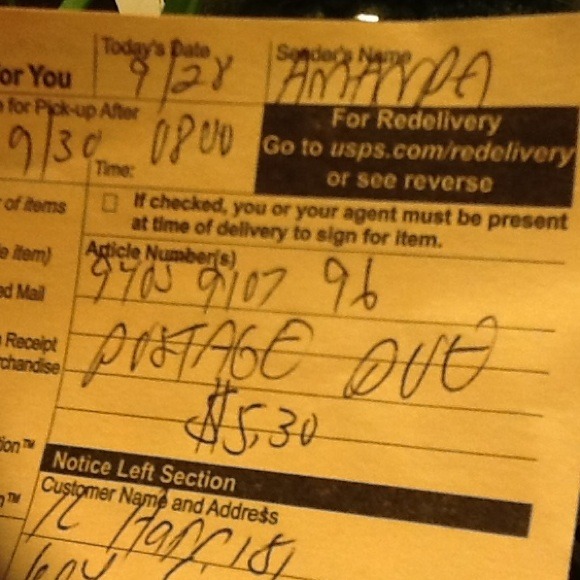 Today's Date Sender's Name
or You 9/28 AMANDA
for Pick-up After For Redelivery
9/30 0800 Go to usps.com/redelivery
Time: or see reverse
of items If checked, you or your agent must be present
at time of delivery to sign for item.
item) Article Number(s)
ed Mail 9405 9107 96
Receipt POSTAGE DUE
chandise
$5.30
tion™ Notice Left Section
Customer Name and Address